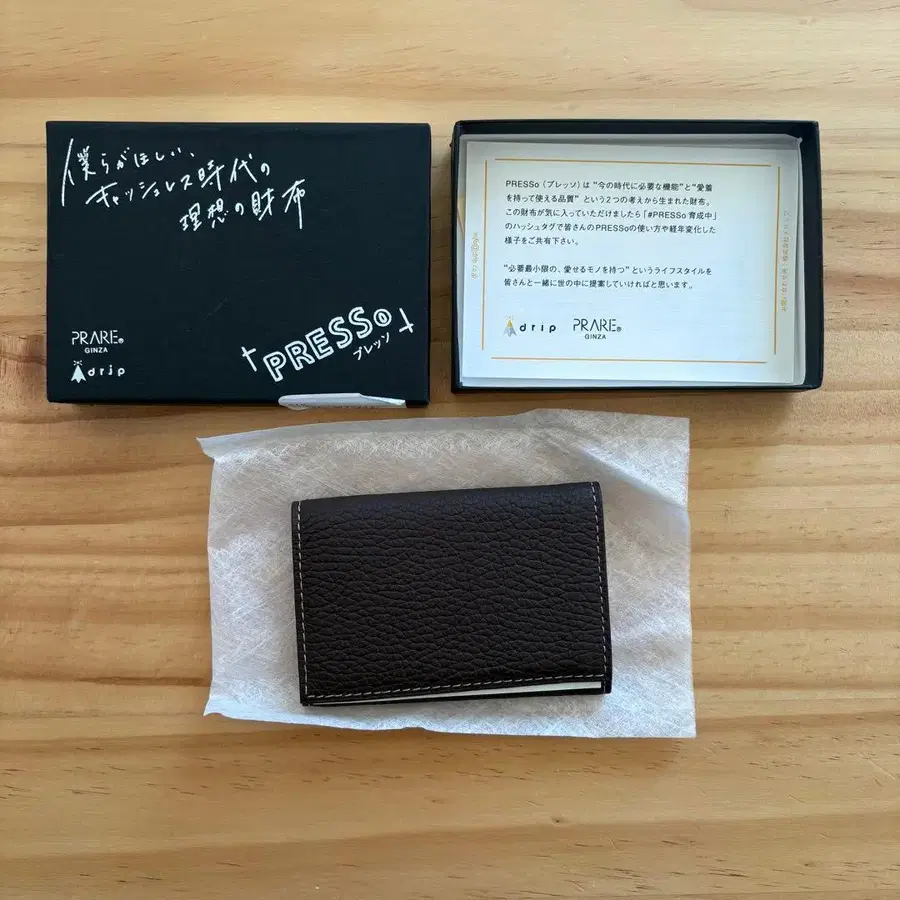 僕らがほしい、
キャッシュレス時代の
理想の財布
PRARE®
GINZA
drip
「PRESSo」
プレッソ
PRESSo（プレッソ）は "今の時代に必要な機能"と"愛着
を持って使える品質" という2つの考えから生まれた財布。
この財布が気に入っていただけましたら「#PRESSo 育成中」
のハッシュタグで皆さんのPRESSoの使い方や経年変化した
様子をご共有下さい。
"必要最小限の、愛せるモノを持つ"というライフスタイルを
皆さんと一緒に世の中に提案していければと思います。
drip
PRARE®
GINZA